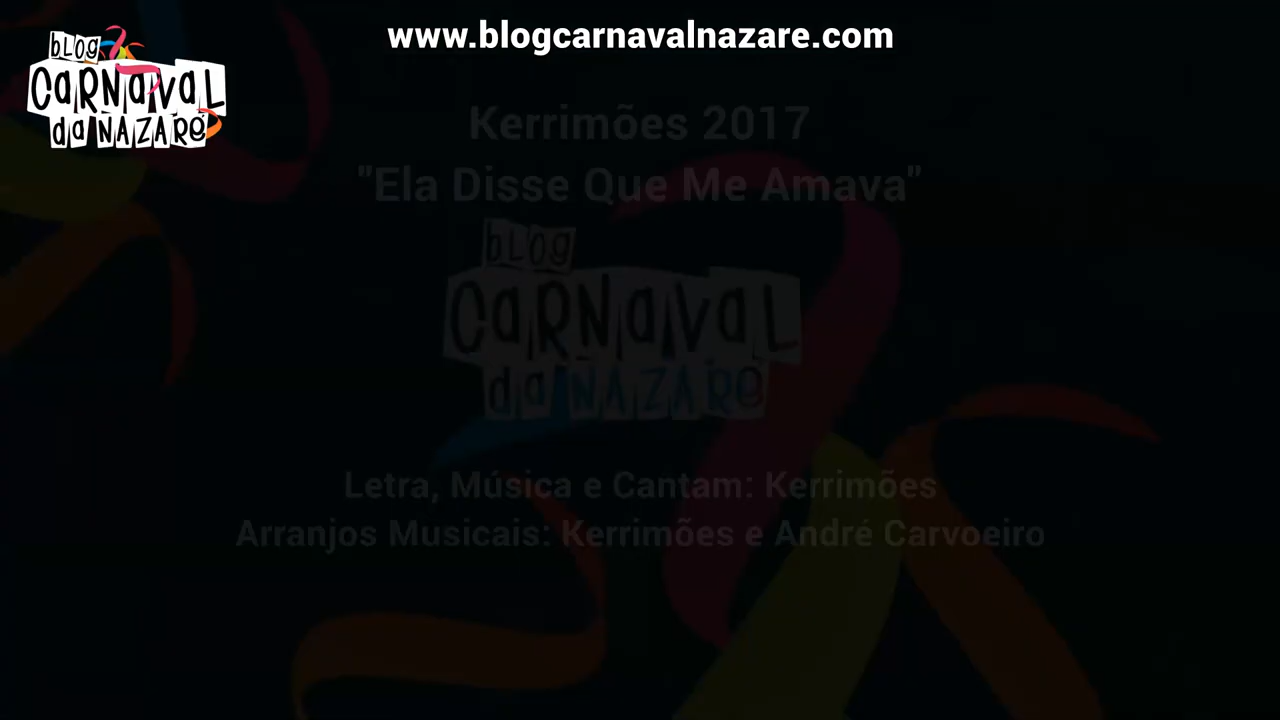 www.blogcarnavalnazare.com
blog
CARNAVAL
da NAZARé
Kerrimões 2017
"Ela Disse Que Me Amava"
blog
CARNAVAL
da NAZARé
Letra, Música e Cantam: Kerrimões
Arranjos Musicais: Kerrimões e André Carvoeiro